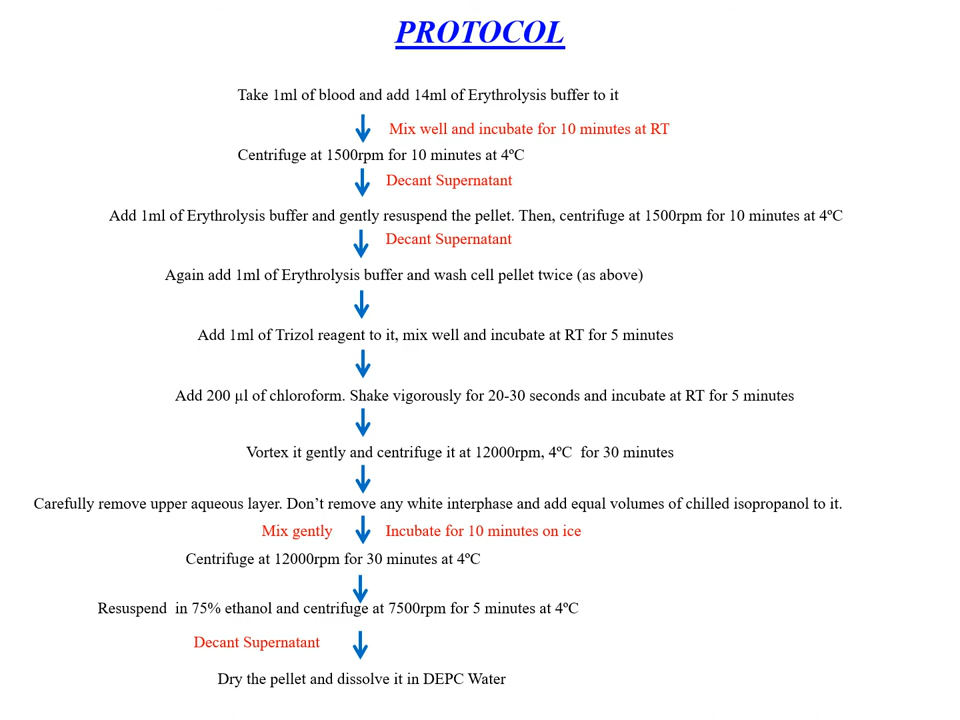 PROTOCOL
Take 1ml of blood and add 14ml of Erythrolysis buffer to it
Mix well and incubate for 10 minutes at RT
Centrifuge at 1500rpm for 10 minutes at 4ºC
Decant Supernatant
Add 1ml of Erythrolysis buffer and gently resuspend the pellet. Then, centrifuge at 1500rpm for 10 minutes at 4ºC
Decant Supernatant
Again add 1ml of Erythrolysis buffer and wash cell pellet twice (as above)
Add 1ml of Trizol reagent to it, mix well and incubate at RT for 5 minutes
Add 200 µl of chloroform. Shake vigorously for 20-30 seconds and incubate at RT for 5 minutes
Vortex it gently and centrifuge it at 12000rpm, 4ºC  for 30 minutes
Carefully remove upper aqueous layer. Don’t remove any white interphase and add equal volumes of chilled isopropanol to it.
Mix gently Incubate for 10 minutes on ice
Centrifuge at 12000rpm for 30 minutes at 4ºC
Resuspend  in 75% ethanol and centrifuge at 7500rpm for 5 minutes at 4ºC
Decant Supernatant
Dry the pellet and dissolve it in DEPC Water